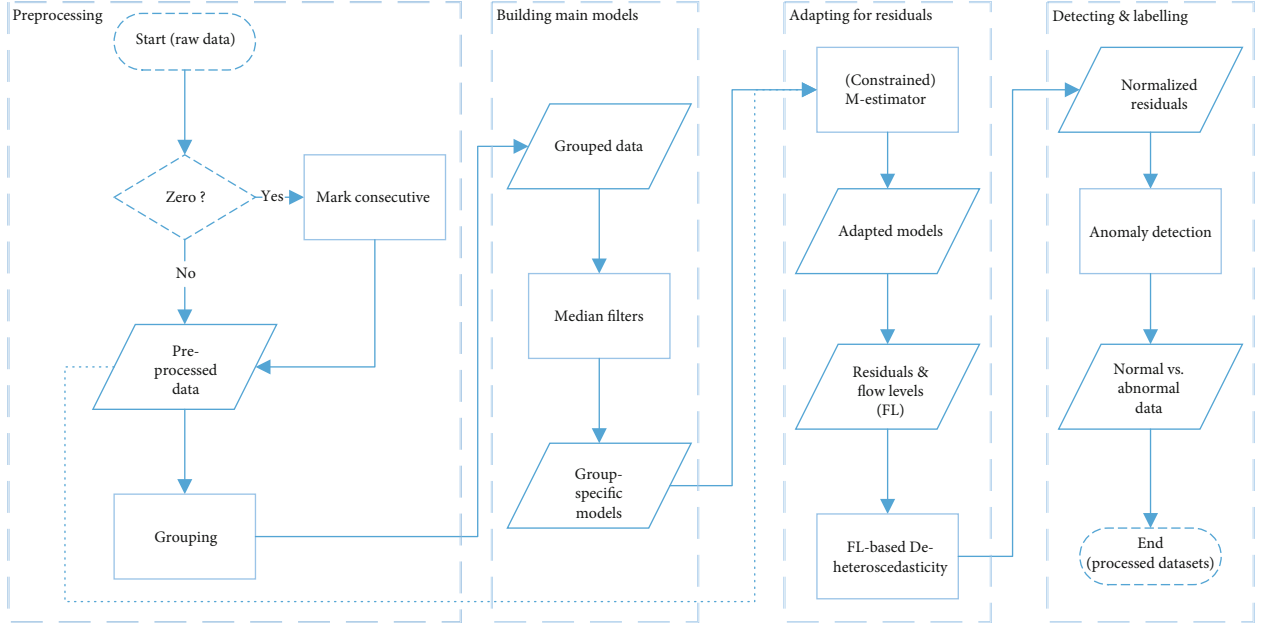 Preprocessing
Start (raw data)
Zero ?
Yes
Mark consecutive
No
Pre-
processed
data
Grouping
Building main models
Grouped data
Median filters
Group-
specific
models
Adapting for residuals
(Constrained)
M-estimator
Adapted models
Residuals &
flow levels
(FL)
FL-based De-
heteroscedasticity
Detecting & labelling
Normalized
residuals
Anomaly detection
Normal vs.
abnormal
data
End
(processed datasets)